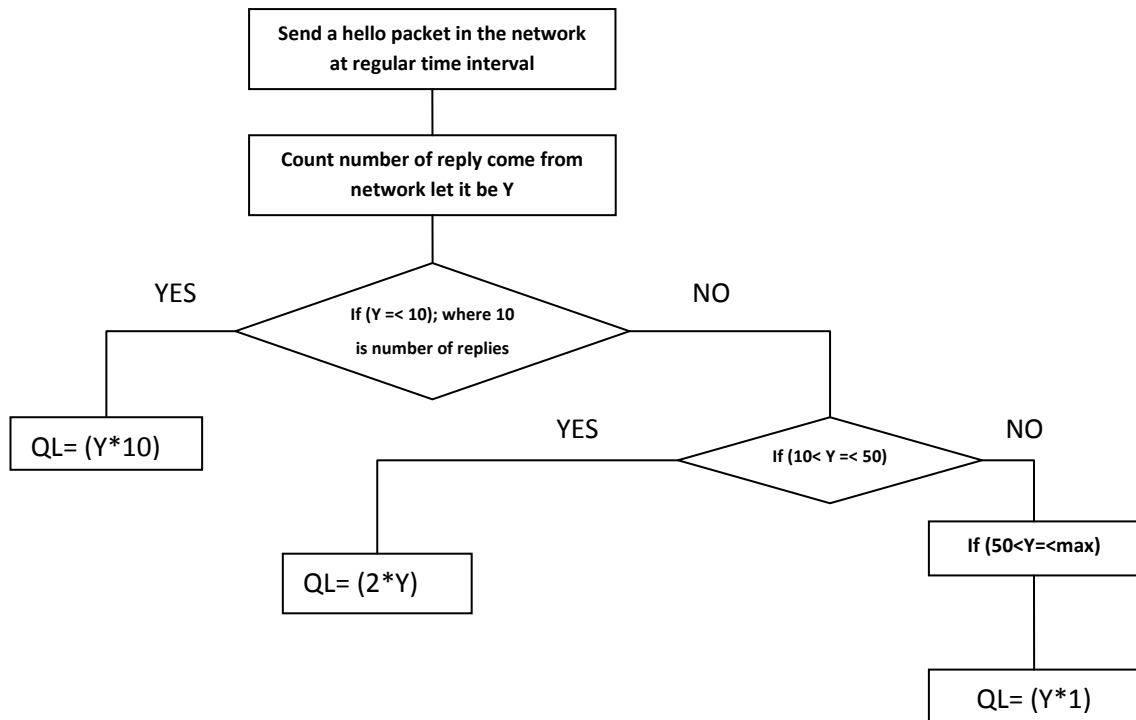 Send a hello packet in the network
at regular time interval
Count number of reply come from
network let it be Y
YES
NO
If (Y =< 10); where 10
is number of replies
QL= (Y*10)
YES
NO
If (10< Y =< 50)
QL= (2*Y)
If (50<Y=<max)
QL= (Y*1)